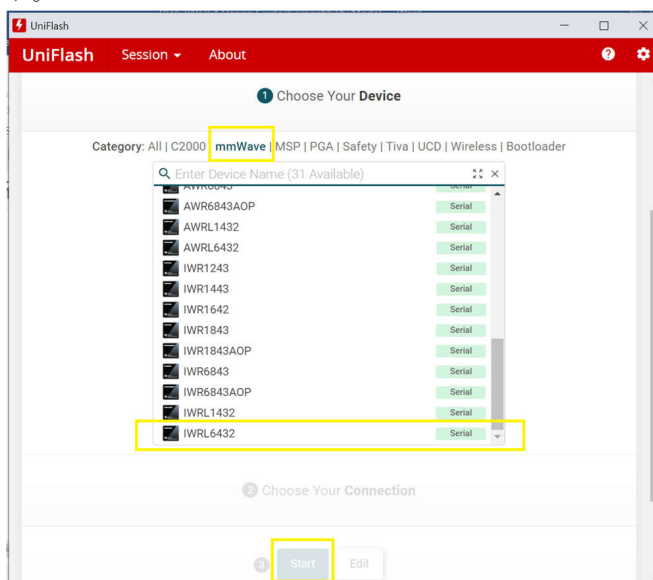 UniFlash
UniFlash Session About
1 Choose Your Device
Category: All | C2000 | mmWave | MSP | PGA | Safety | Tiva | UCD | Wireless | Bootloader
Enter Device Name (31 Available)
AWR6843 Serial
AWR6843AOP Serial
AWRL1432 Serial
AWRL6432 Serial
IWR1243 Serial
IWR1443 Serial
IWR1642 Serial
IWR1843 Serial
IWR1843AOP Serial
IWR6843 Serial
IWR6843AOP Serial
IWRL1432 Serial
IWRL6432 Serial
2 Choose Your Connection
3 Start Edit